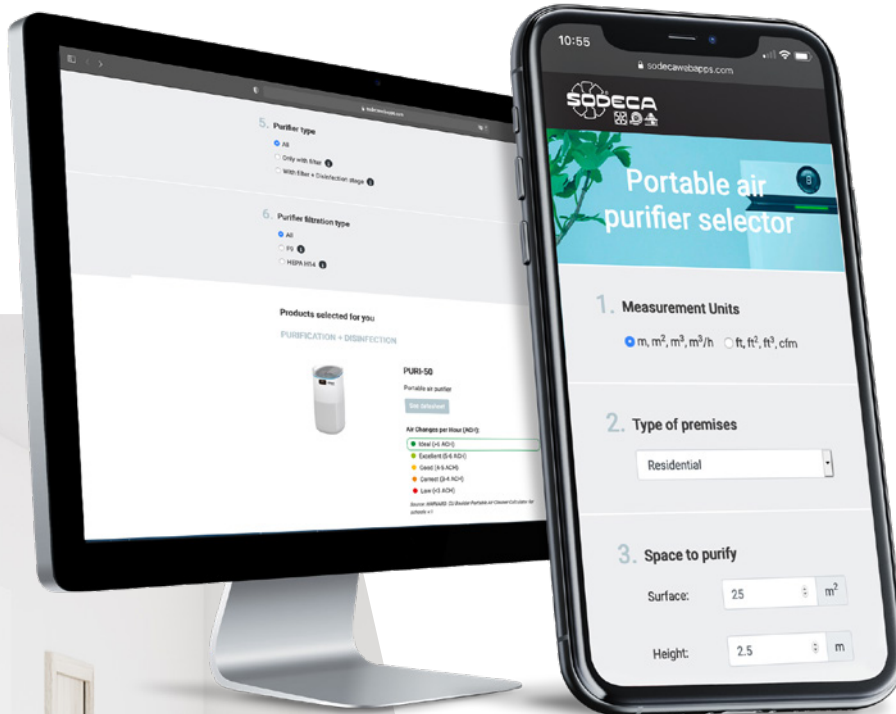 sodecawebapps.com
5. Purifier type
All
Only with filter
With filter + Disinfection stage
6. Purifier filtration type
All
F9
HEPA H14
Products selected for you
PURIFICATION + DISINFECTION
PURI-50
Portable air purifier
Air Changes per Hour (ACH):
Ideal (>6 ACH)
Excellent (5-6 ACH)
Good (4-5 ACH)
Correct (3-4 ACH)
Low (<3 ACH)
10:55
sodecawebapps.com
SODECA
Portable air
purifier selector
1. Measurement Units
m, m², m³, m³/h ft, ft², ft³, cfm
2. Type of premises
Residential
3. Space to purify
Surface: 25 m²
Height: 2.5 m